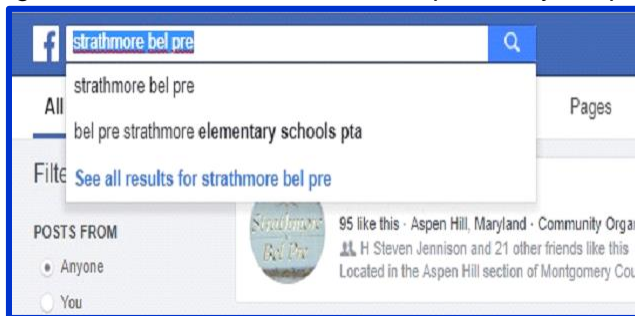 f strathmore bel pre
strathmore bel pre
All
Pages
bel pre strathmore elementary schools pta
Filte
See all results for strathmore bel pre
POSTS FROM
Anyone
You
Strathmore
Bel Pre
95 like this · Aspen Hill, Maryland · Community Organ
H Steven Jennison and 21 other friends like this
Located in the Aspen Hill section of Montgomery Cou